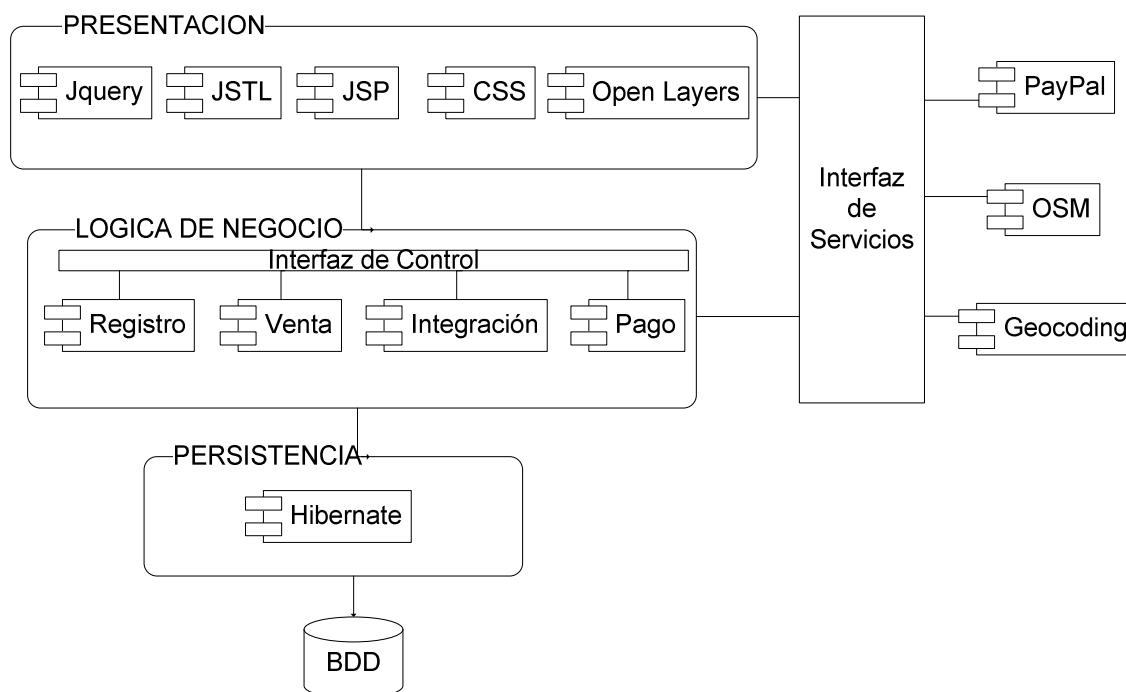 PRESENTACION
Jquery
JSTL
JSP
CSS
Open Layers
PayPal
Interfaz
de
Servicios
OSM
LOGICA DE NEGOCIO
Interfaz de Control
Registro
Venta
Integración
Pago
Geocoding
PERSISTENCIA
Hibernate
BDD